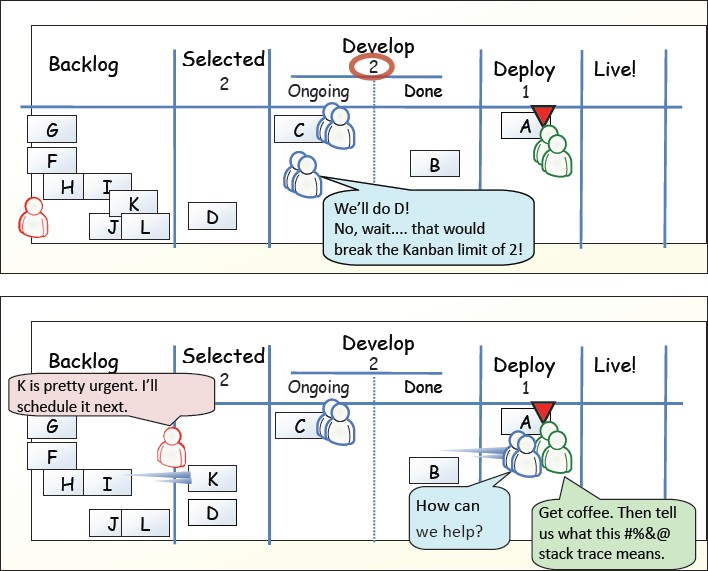 Backlog
Selected
2
Develop
2
Ongoing
Done
Deploy
1
Live!
G
F
H
I
K
J
L
D
C
B
A
We'll do D!
No, wait.... that would
break the Kanban limit of 2!
Backlog
Selected
2
Develop
2
Ongoing
Done
Deploy
1
Live!
K is pretty urgent. I'll
schedule it next.
G
F
H
I
J
L
K
D
C
B
A
How can
we help?
Get coffee. Then tell
us what this #%&@
stack trace means.